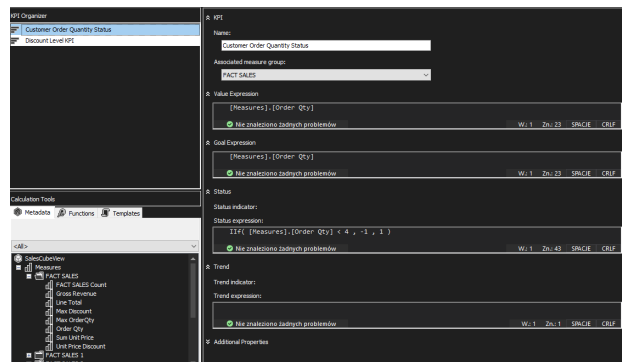 KPI Organizer
Customer Order Quantity Status
Discount Level KPI
Calculation Tools
Metadata Functions Templates
<All>
SalesCubeView
Measures
FACT SALES
FACT SALES Count
Gross Revenue
Line Total
Max Discount
Max OrderQty
Order Qty
Sum Unit Price
Unit Price Discount
FACT SALES 1
KPI
Name:
Customer Order Quantity Status
Associated measure group:
FACT SALES
Value Expression
[Measures].[Order Qty]
Nie znaleziono żadnych problemów W.: 1 Zn.: 23 SPACJE CRLF
Goal Expression
[Measures].[Order Qty]
Nie znaleziono żadnych problemów W.: 1 Zn.: 23 SPACJE CRLF
Status
Status indicator:
Status expression:
IIf( [Measures].[Order Qty] < 4 , -1 , 1 )
Nie znaleziono żadnych problemów W.: 1 Zn.: 43 SPACJE CRLF
Trend
Trend indicator:
Trend expression:
Nie znaleziono żadnych problemów W.: 1 Zn.: 1 SPACJE CRLF
Additional Properties